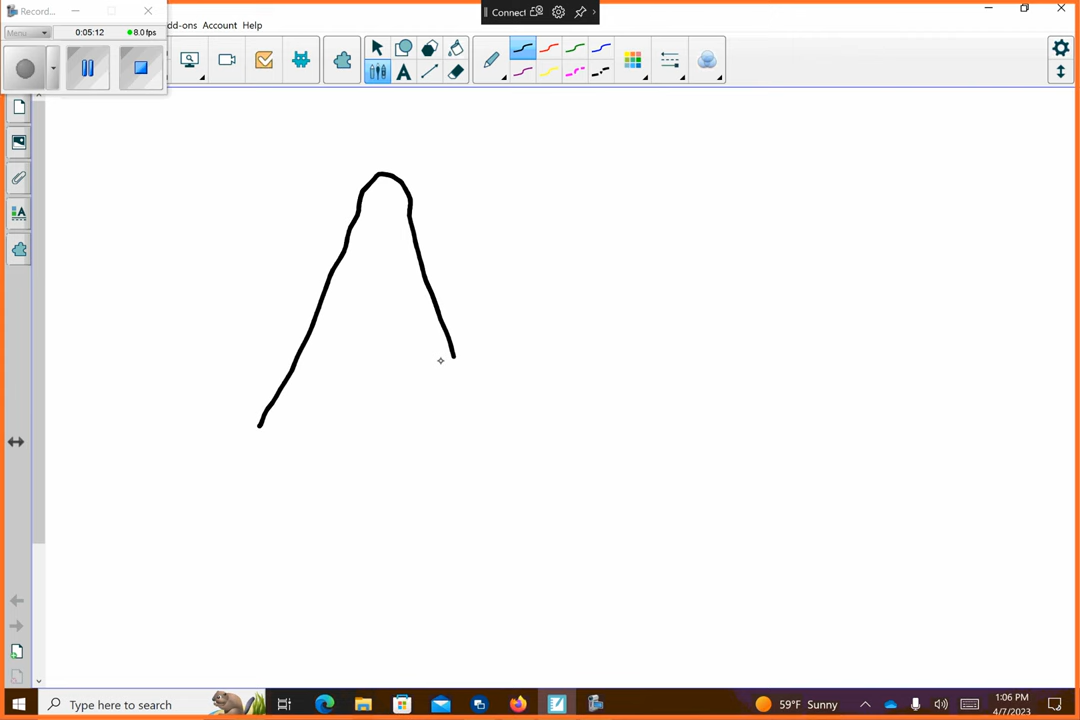 Record...
Menu
0:05:12
8.0 fps
dd-ons Account Help
Connect
A
A
Type here to search
59°F Sunny
1:06 PM
4/7/2023